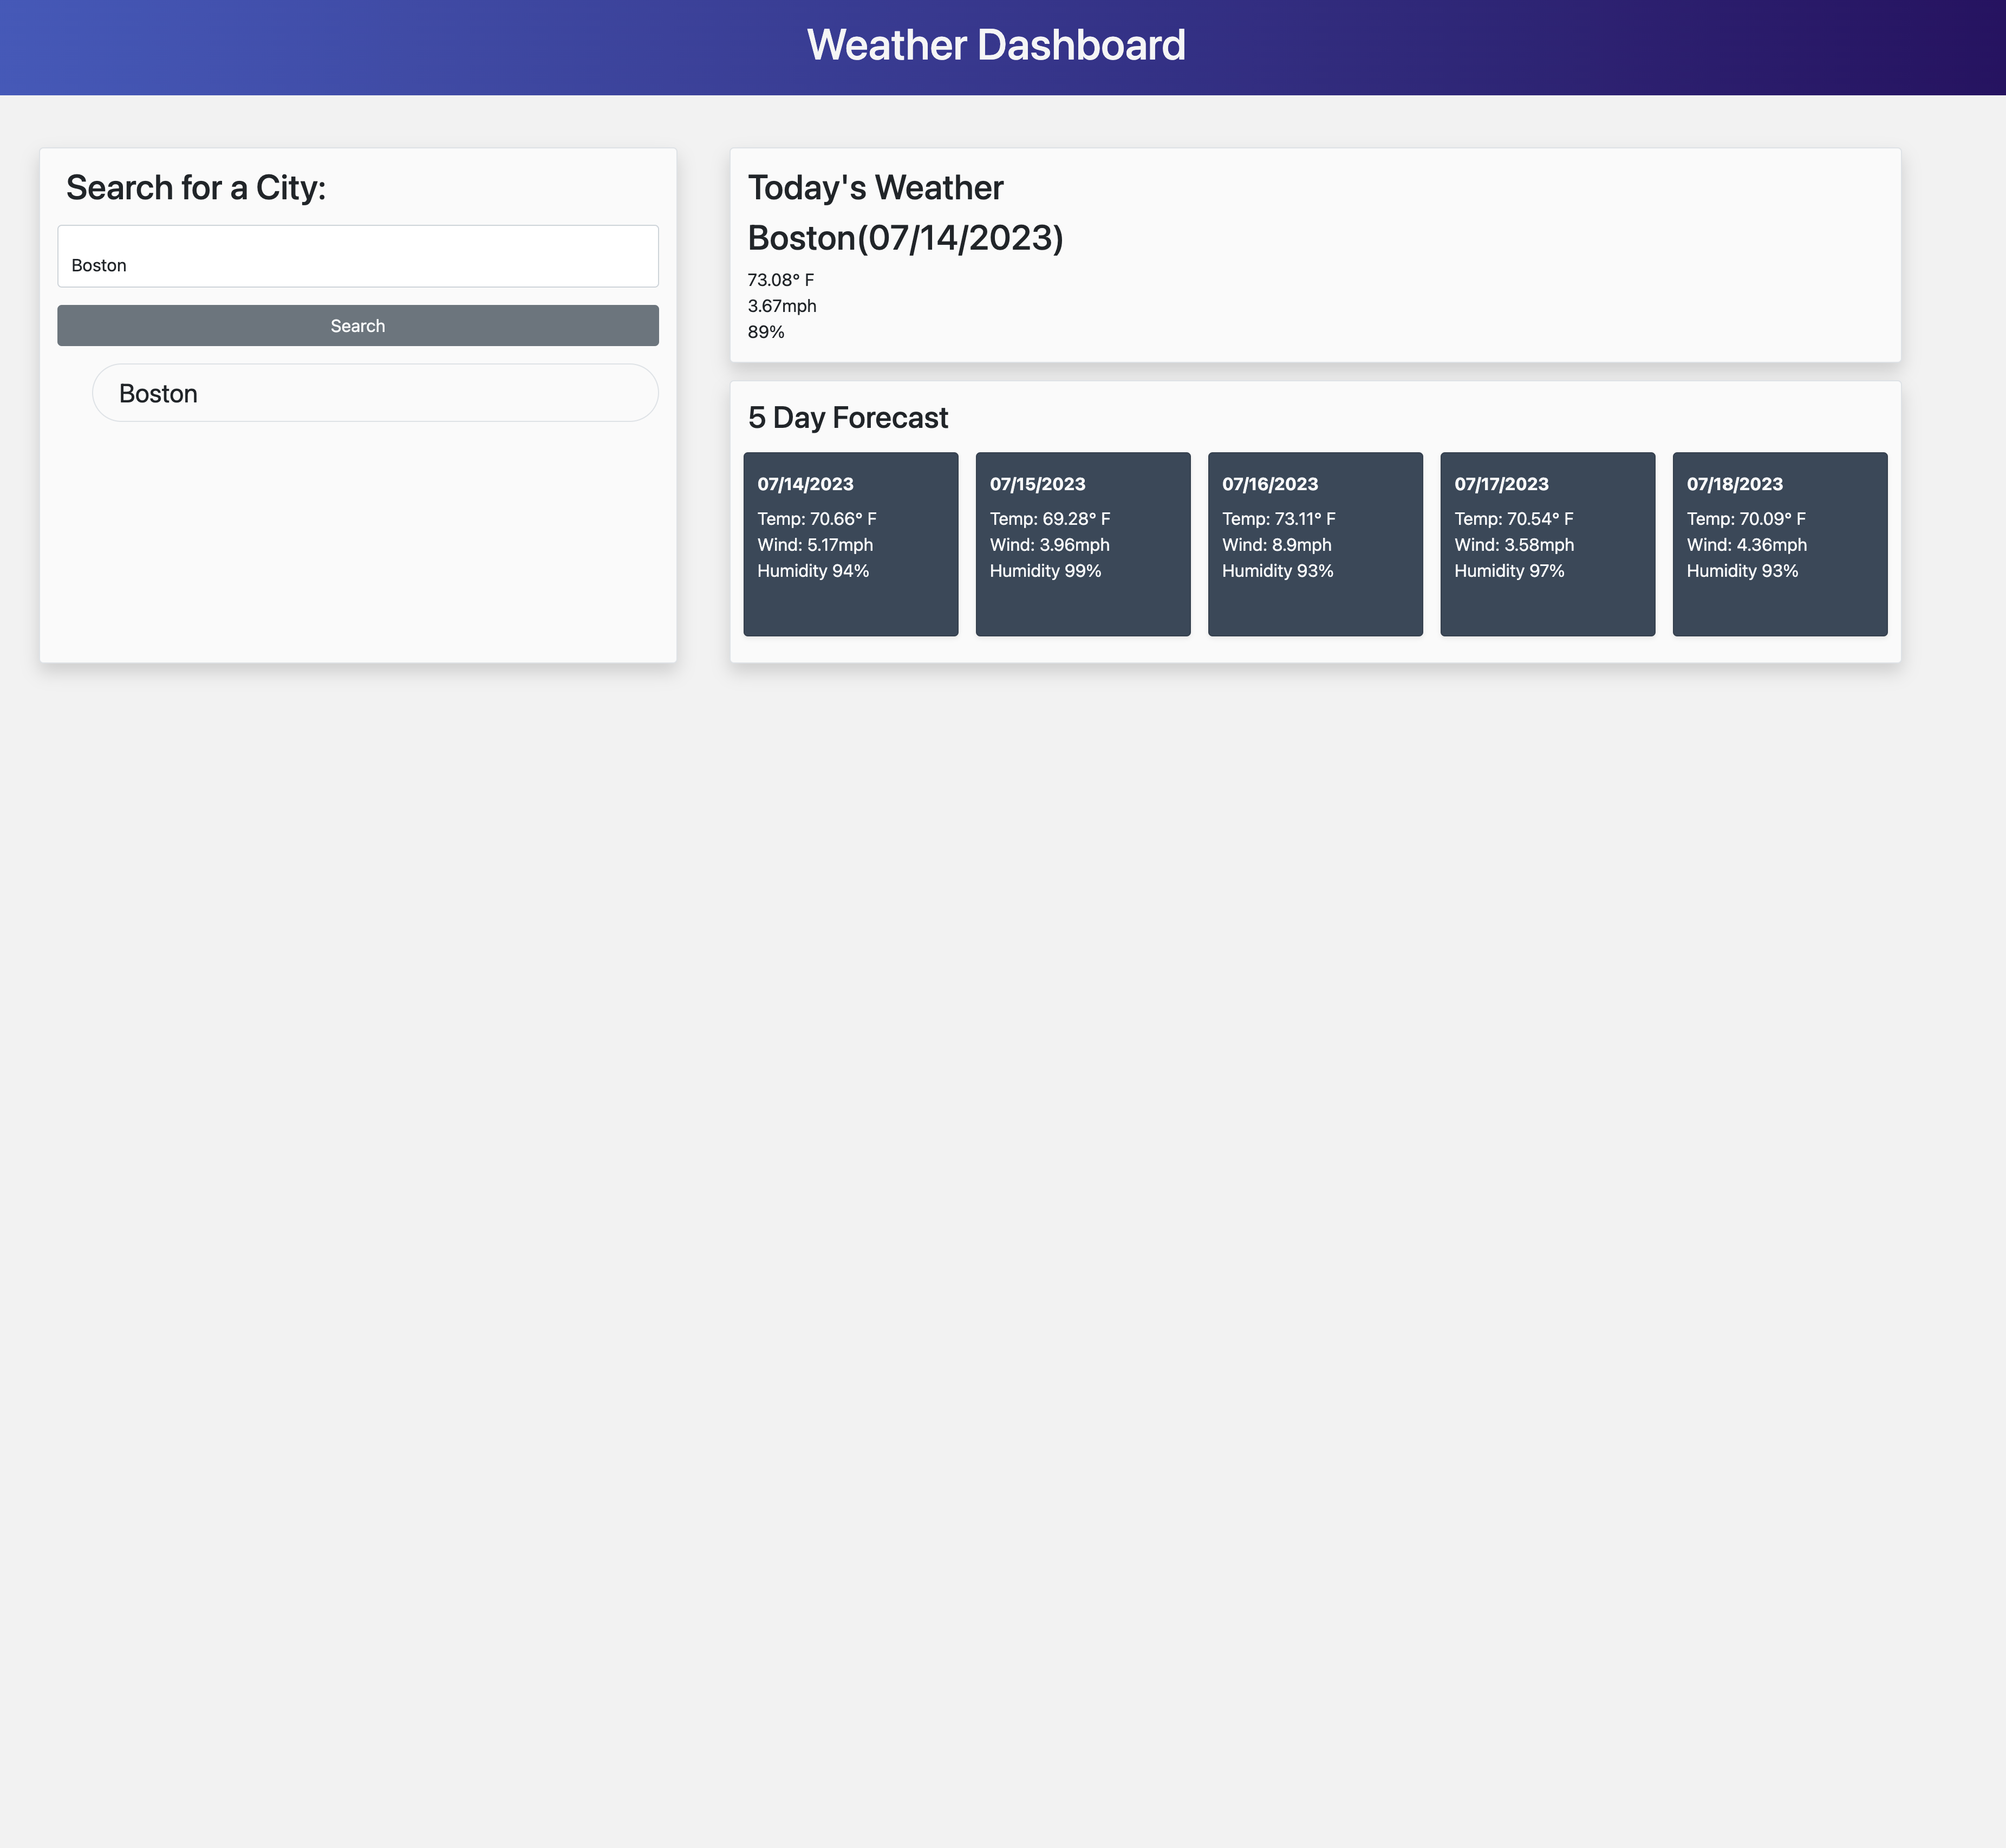 Weather Dashboard
Search for a City:
Boston
Search
Boston
Today's Weather
Boston(07/14/2023)
73.08° F
3.67mph
89%
5 Day Forecast
07/14/2023
Temp: 70.66° F
Wind: 5.17mph
Humidity 94%
07/15/2023
Temp: 69.28° F
Wind: 3.96mph
Humidity 99%
07/16/2023
Temp: 73.11° F
Wind: 8.9mph
Humidity 93%
07/17/2023
Temp: 70.54° F
Wind: 3.58mph
Humidity 97%
07/18/2023
Temp: 70.09° F
Wind: 4.36mph
Humidity 93%